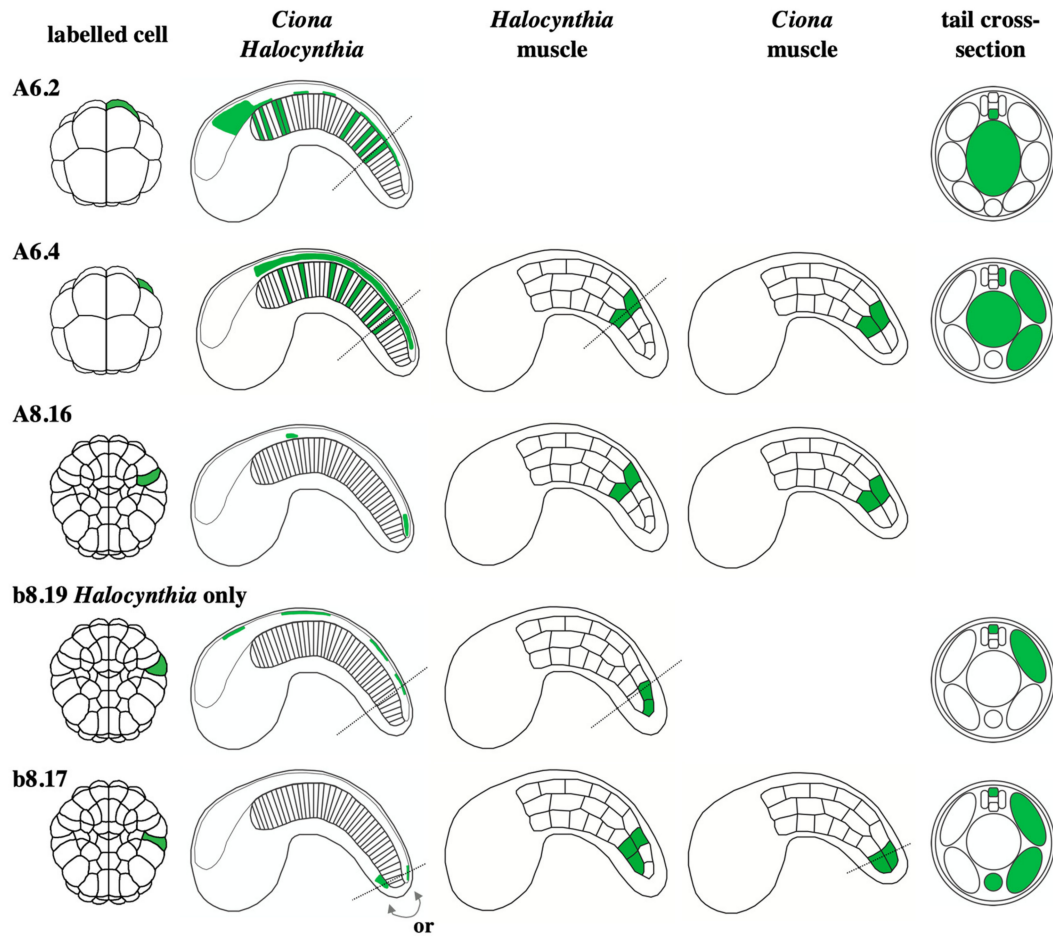 labelled cell
Ciona
Halocynthia
Halocynthia
muscle
Ciona
muscle
tail cross-
section
A6.2
A6.4
A8.16
b8.19 Halocynthia only
b8.17
or